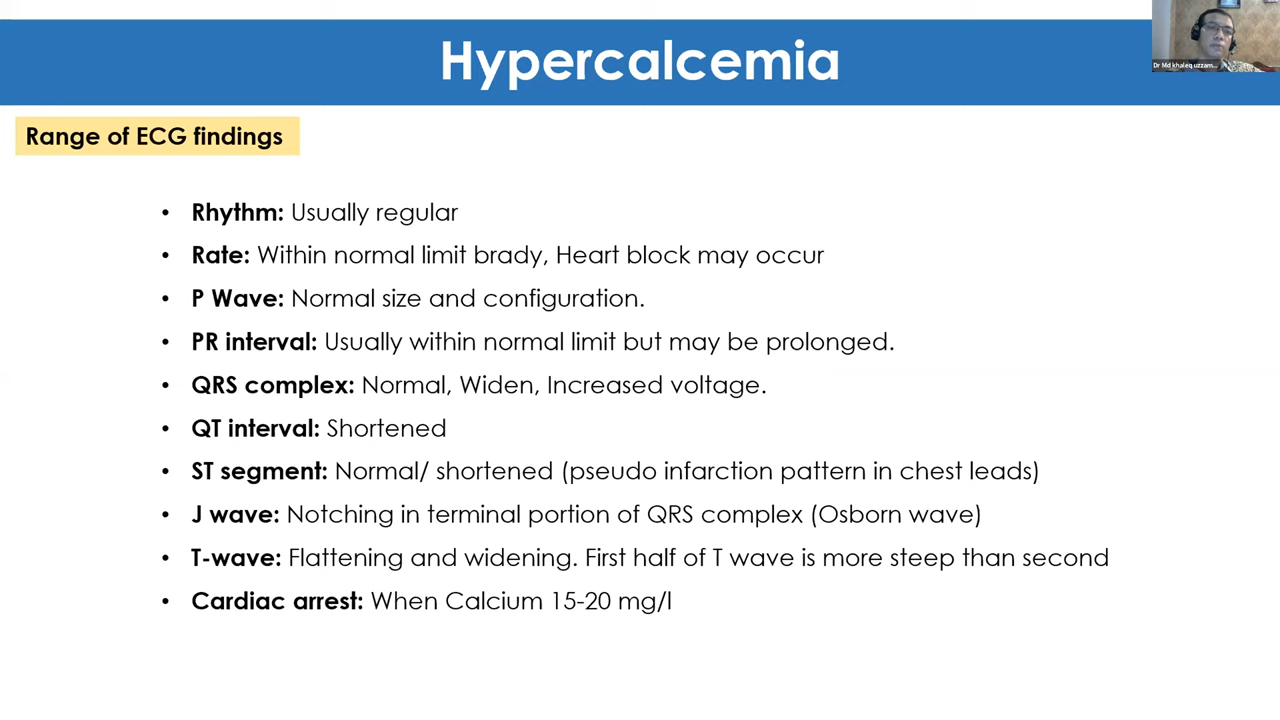 Hypercalcemia
Dr Md khaleq uzzam...
Range of ECG findings
• Rhythm: Usually regular
• Rate: Within normal limit brady, Heart block may occur
• P Wave: Normal size and configuration.
• PR interval: Usually within normal limit but may be prolonged.
• QRS complex: Normal, Widen, Increased voltage.
• QT interval: Shortened
• ST segment: Normal/ shortened (pseudo infarction pattern in chest leads)
• J wave: Notching in terminal portion of QRS complex (Osborn wave)
• T-wave: Flattening and widening. First half of T wave is more steep than second
• Cardiac arrest: When Calcium 15-20 mg/l